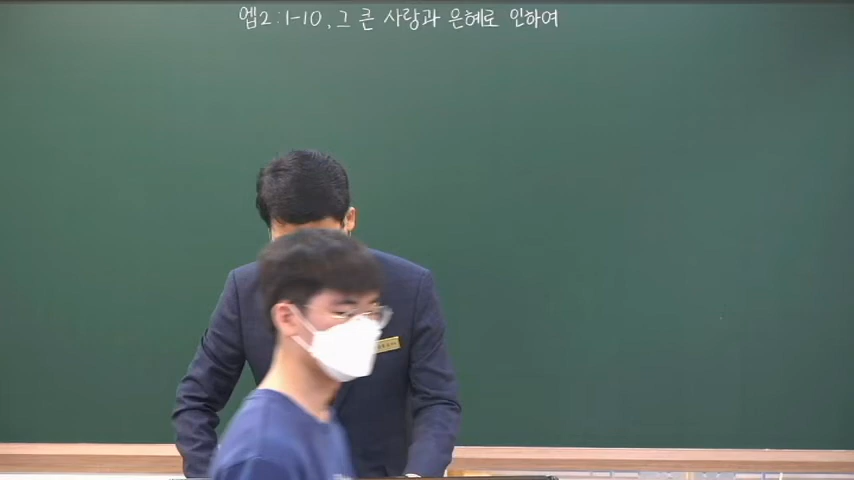 엡2:1-10, 그 큰 사랑과 은혜로 인하여